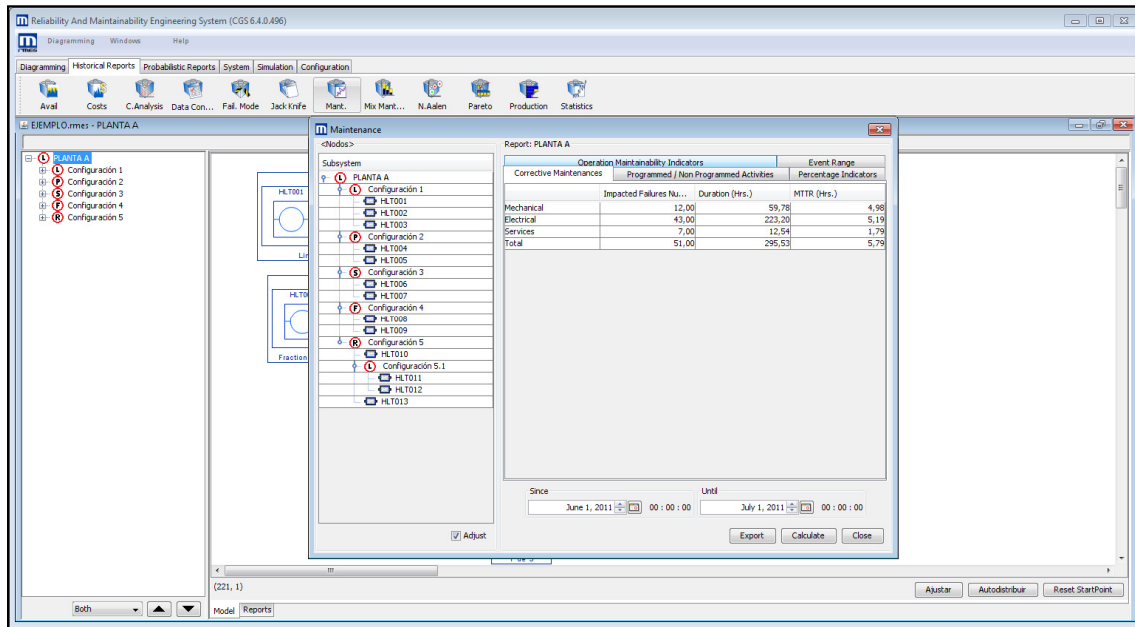 Reliability And Maintainability Engineering System (CGS 6.4.0.496)
Diagramming Windows Help
Diagramming Historical Reports Probabilistic Reports System Simulation Configuration
Avail Costs C.Analysis Data Con... Fail. Mode Jack Knife Mant. Mix Mant... N.Aalen Pareto Production Statistics
EJEMPLO.rmes - PLANTA A
L PLANTA A
L Configuración 1
P Configuración 2
S Configuración 3
F Configuración 4
R Configuración 5
HLT001
Fraction
Maintenance
<Nodos>
Subsystem
L PLANTA A
L Configuración 1
HLT001
HLT002
HLT003
P Configuración 2
HLT004
HLT005
S Configuración 3
HLT006
HLT007
F Configuración 4
HLT008
HLT009
R Configuración 5
HLT010
L Configuración 5.1
HLT011
HLT012
HLT013
Adjust
Report: PLANTA A
Operation Maintainability Indicators Event Range
Corrective Maintenances Programmed / Non Programmed Activities Percentage Indicators
Impacted Failures Nu... Duration (Hrs.) MTTR (Hrs.)
Mechanical 12,00 59,78 4,98
Electrical 43,00 223,20 5,19
Services 7,00 12,54 1,79
Total 51,00 295,53 5,79
Since Until
June 1, 2011 00 : 00 : 00 July 1, 2011 00 : 00 : 00
Export Calculate Close
(221, 1)
Ajustar Autodistribuir Reset StartPoint
Both
Model Reports